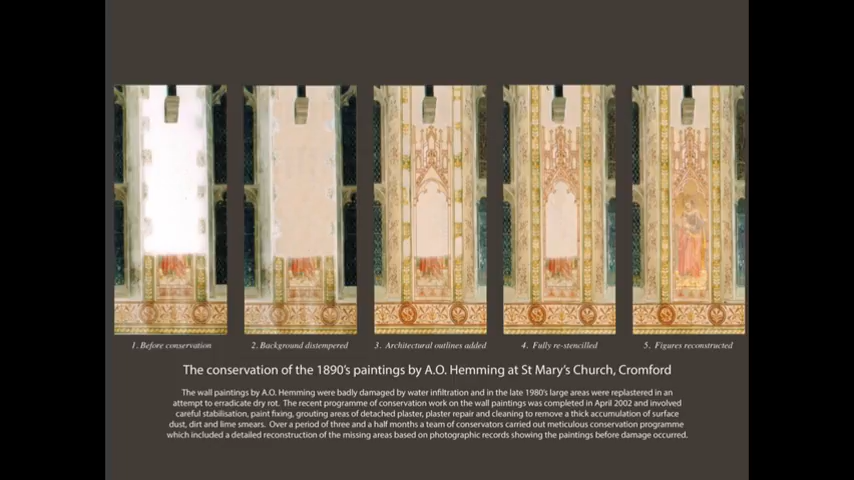 1. Before conservation
2. Background distempered
3. Architectural outlines added
4. Fully re-stencilled
5. Figures reconstructed
The conservation of the 1890's paintings by A.O. Hemming at St Mary's Church, Cromford
The wall paintings by A.O. Hemming were badly damaged by water infiltration and in the late 1980's large areas were replastered in an
attempt to erradicate dry rot. The recent programme of conservation work on the wall paintings was completed in April 2002 and involved
careful stabilisation, paint fixing, grouting areas of detached plaster, plaster repair and cleaning to remove a thick accumulation of surface
dust, dirt and lime smears. Over a period of three and a half months a team of conservators carried out meticulous conservation programme
which included a detailed reconstruction of the missing areas based on photographic records showing the paintings before damage occurred.